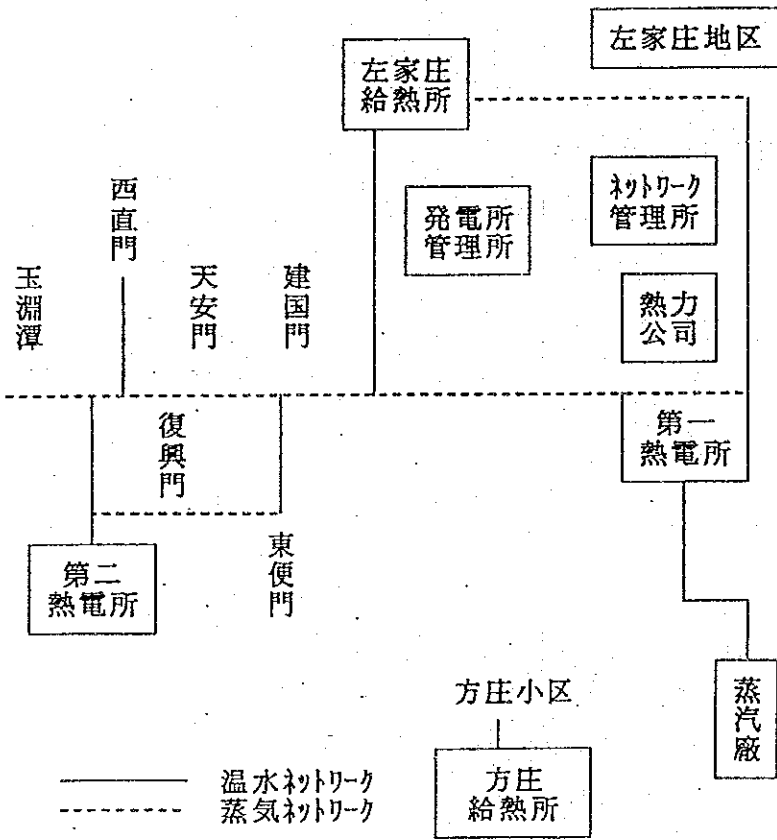 左家庄地区
左家庄
給熱所
発電所
管理所
ネットワーク
管理所
西直門
玉淵潭
天安門
建国門
熱力
公司
復興門
第一
熱電所
東便門
第二
熱電所
方庄小区
蒸汽廠
方庄
給熱所
温水ネットワーク
蒸気ネットワーク